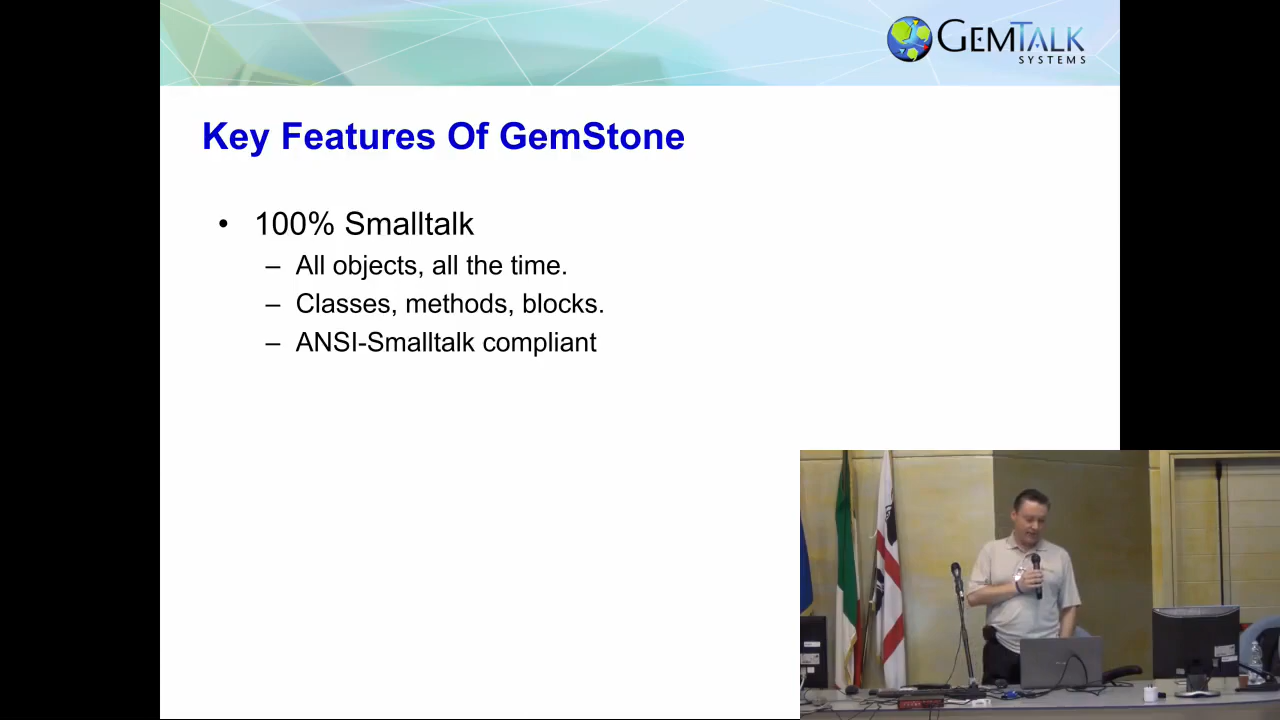 GEMTALK
SYSTEMS
Key Features Of GemStone
• 100% Smalltalk
– All objects, all the time.
– Classes, methods, blocks.
– ANSI-Smalltalk compliant